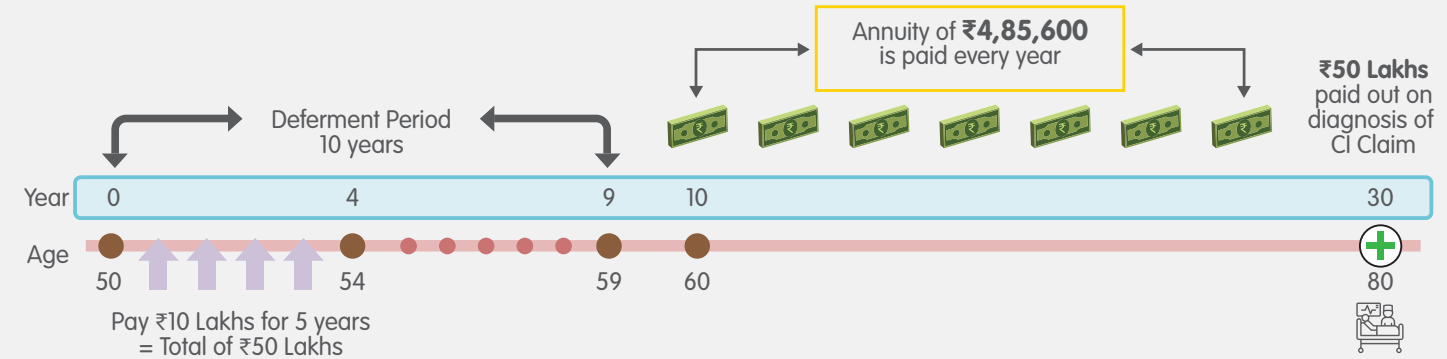 Annuity of ₹4,85,600
is paid every year
₹50 Lakhs
paid out on
diagnosis of
CI Claim
Deferment Period
10 years
Year 0 4 9 10 30
Age
50 54 59 60 80
Pay ₹10 Lakhs for 5 years
= Total of ₹50 Lakhs